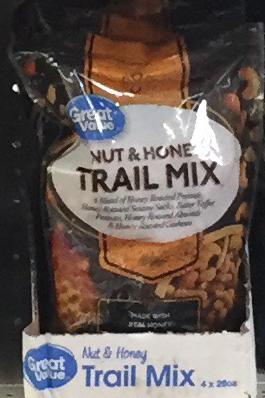 Great
Value
NUT & HONEY
TRAIL MIX
A Blend of Honey Roasted Peanuts,
Honey Roasted Sesame Sticks, Butter Toffee
Peanuts, Honey Roasted Almonds
& Honey Roasted Cashews
MADE WITH
REAL HONEY
Great
Value
Nut & Honey
Trail Mix 4 x 28oz